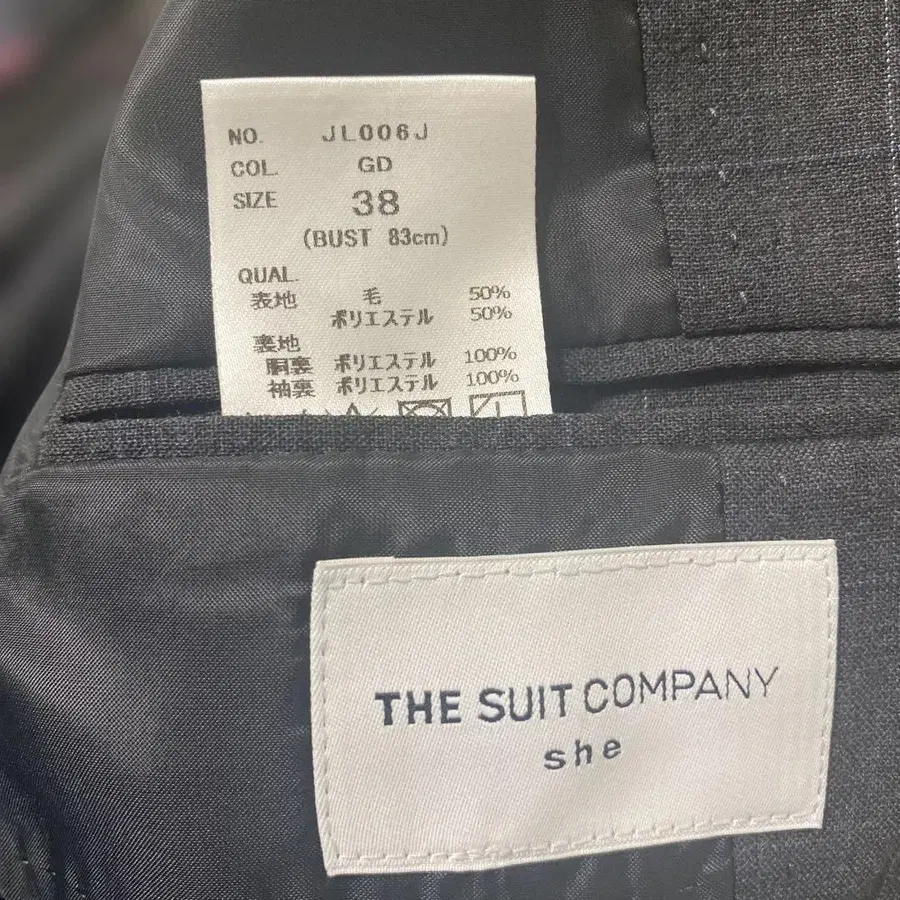 NO. JL006J
COL. GD
SIZE 38
(BUST 83cm)
QUAL.
表地 毛 50%
ポリエステル 50%
裏地
胴裏 ポリエステル 100%
袖裏 ポリエステル 100%
THE SUIT COMPANY
she